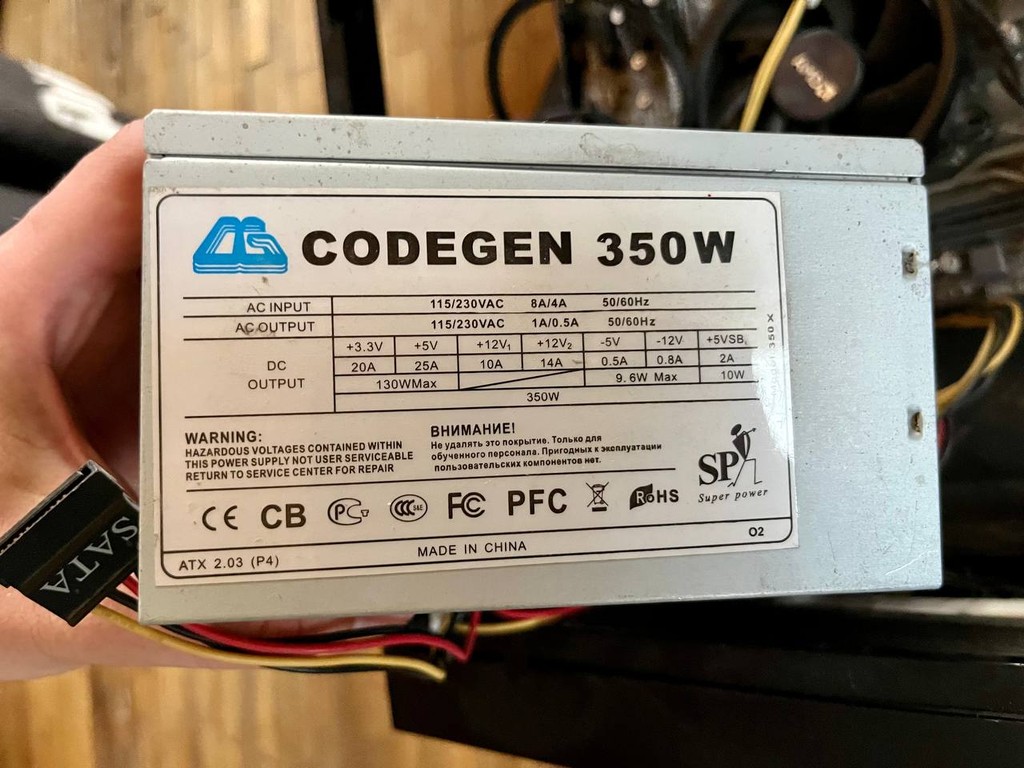 CODEGEN 350W
AC INPUT 115/230VAC 8A/4A 50/60Hz
AC OUTPUT 115/230VAC 1A/0.5A 50/60Hz
DC OUTPUT
+3.3V +5V +12V1 +12V2 -5V -12V +5VSB
20A 25A 10A 14A 0.5A 0.8A 2A
130WMax 9.6W Max 10W
350W
350X
WARNING:
HAZARDOUS VOLTAGES CONTAINED WITHIN
THIS POWER SUPPLY NOT USER SERVICEABLE
RETURN TO SERVICE CENTER FOR REPAIR
ВНИМАНИЕ!
Не удалять это покрытие. Только для
обученного персонала. Пригодных к эксплуатации
пользовательских компонентов нет.
SP
Super power
CE CB PCT CCC S&E FC PFC RoHS
MADE IN CHINA
02
ATX 2.03 (P4)
SATA